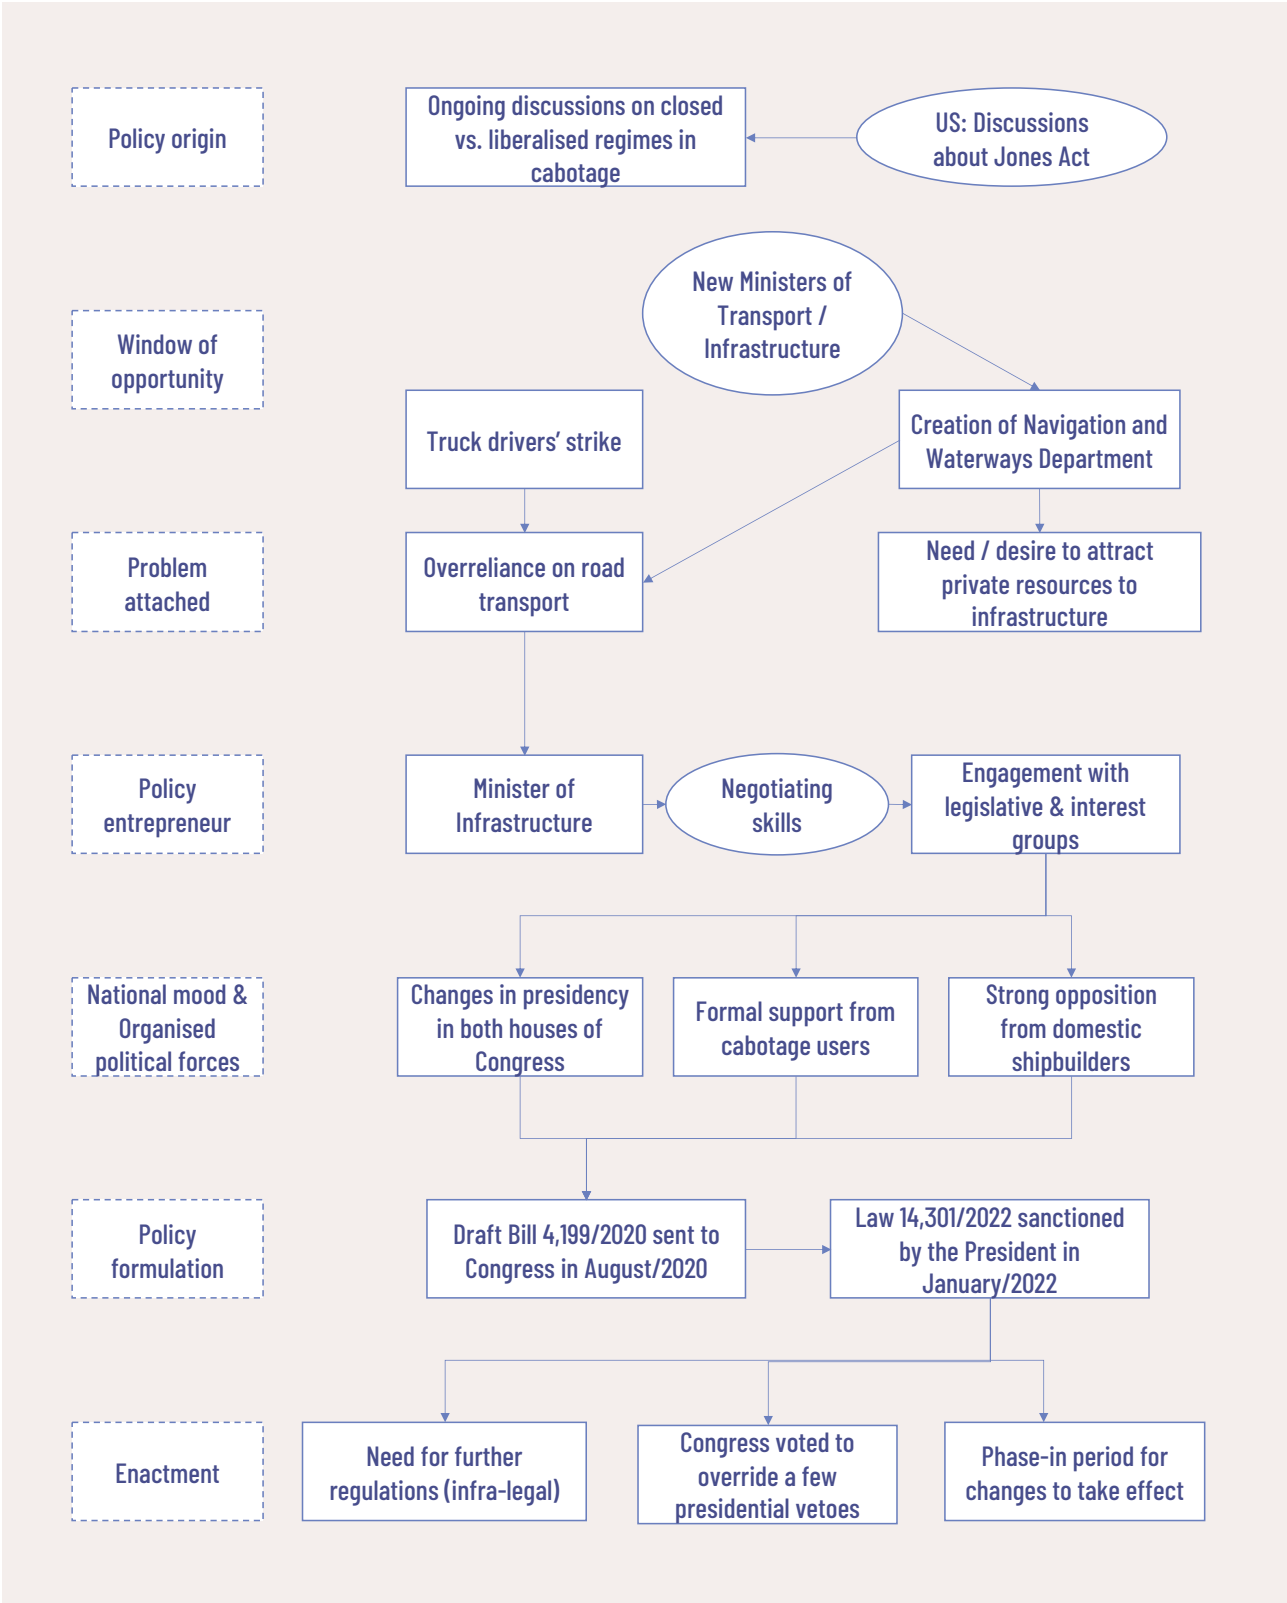 Policy origin
Ongoing discussions on closed
vs. liberalised regimes in
cabotage
US: Discussions
about Jones Act
New Ministers of
Transport /
Infrastructure
Window of
opportunity
Truck drivers’ strike
Creation of Navigation and
Waterways Department
Problem
attached
Overreliance on road
transport
Need / desire to attract
private resources to
infrastructure
Policy
entrepreneur
Minister of
Infrastructure
Negotiating
skills
Engagement with
legislative & interest
groups
National mood &
Organised
political forces
Changes in presidency
in both houses of
Congress
Formal support from
cabotage users
Strong opposition
from domestic
shipbuilders
Policy
formulation
Draft Bill 4,199/2020 sent to
Congress in August/2020
Law 14,301/2022 sanctioned
by the President in
January/2022
Enactment
Need for further
regulations (infra-legal)
Congress voted to
override a few
presidential vetoes
Phase-in period for
changes to take effect